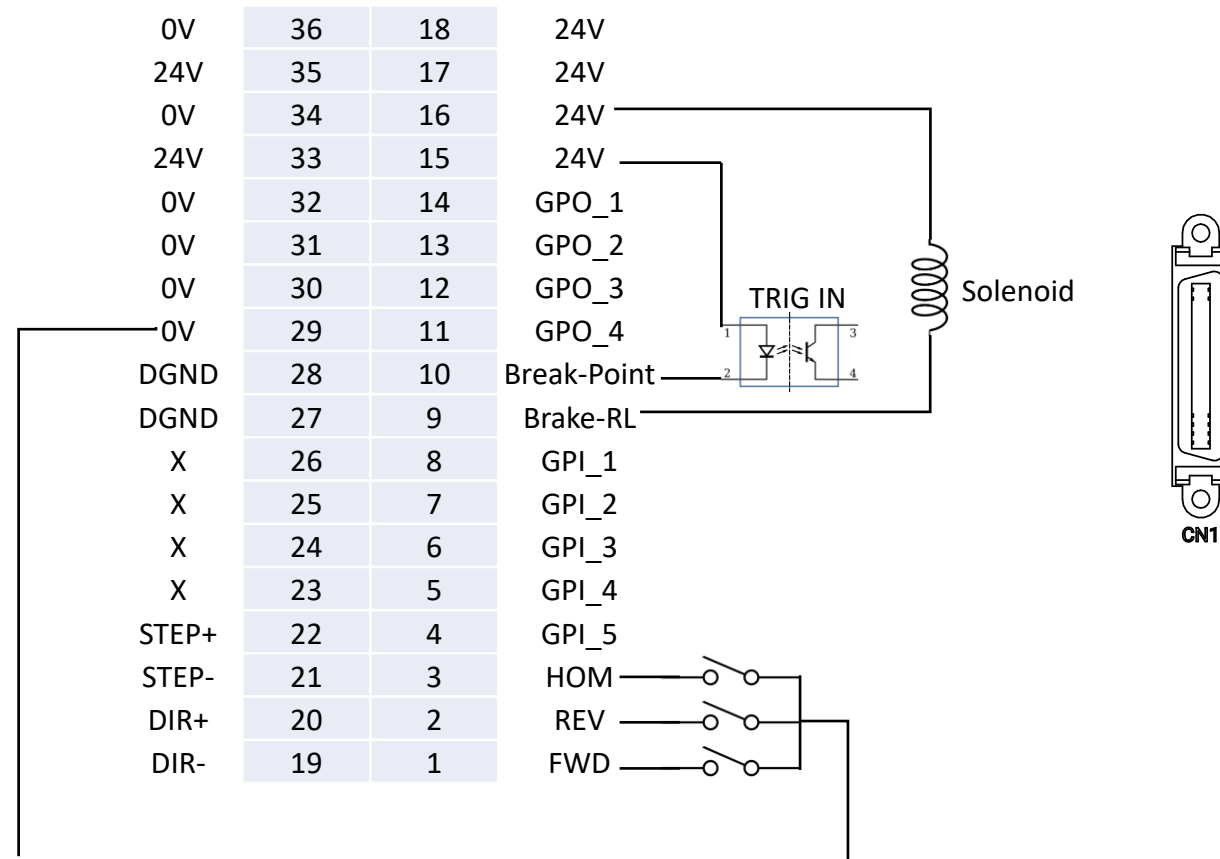 0V 36 18 24V
24V 35 17 24V
0V 34 16 24V
24V 33 15 24V
0V 32 14 GPO_1
0V 31 13 GPO_2
0V 30 12 GPO_3
TRIG IN
Solenoid
0V 29 11 GPO_4
1 3
DGND 28 10 Break-Point
2 4
DGND 27 9 Brake-RL
X 26 8 GPI_1
X 25 7 GPI_2
X 24 6 GPI_3
CN1
X 23 5 GPI_4
STEP+ 22 4 GPI_5
STEP- 21 3 HOM
DIR+ 20 2 REV
DIR- 19 1 FWD